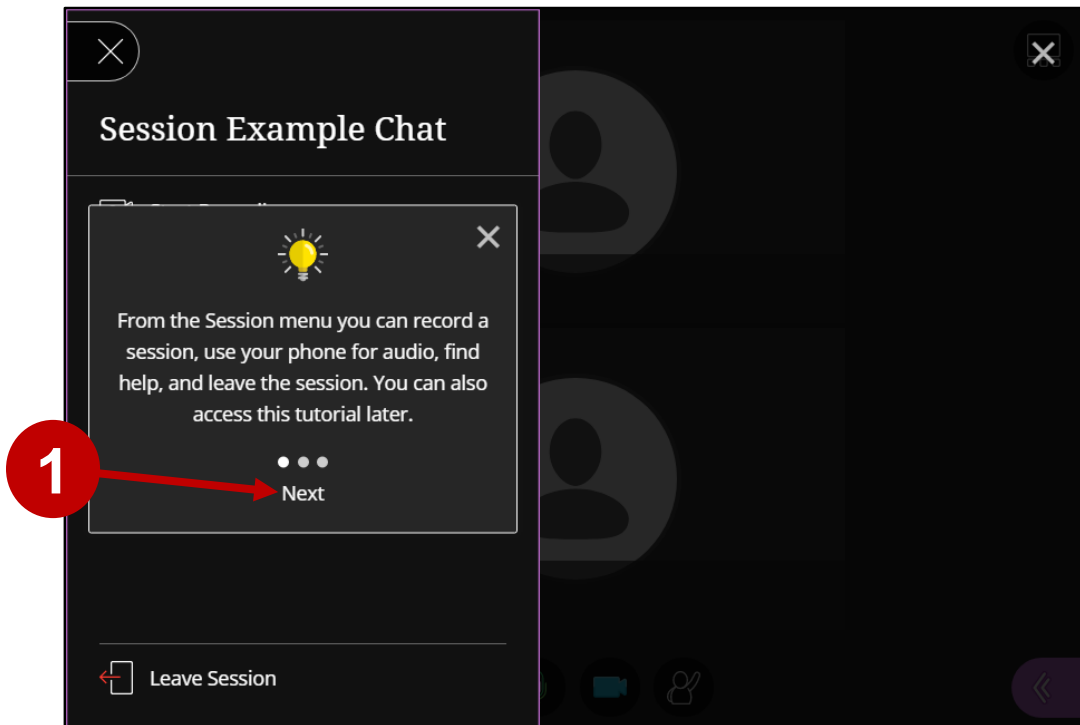 Session Example Chat
From the Session menu you can record a
session, use your phone for audio, find
help, and leave the session. You can also
access this tutorial later.
1
Next
Leave Session